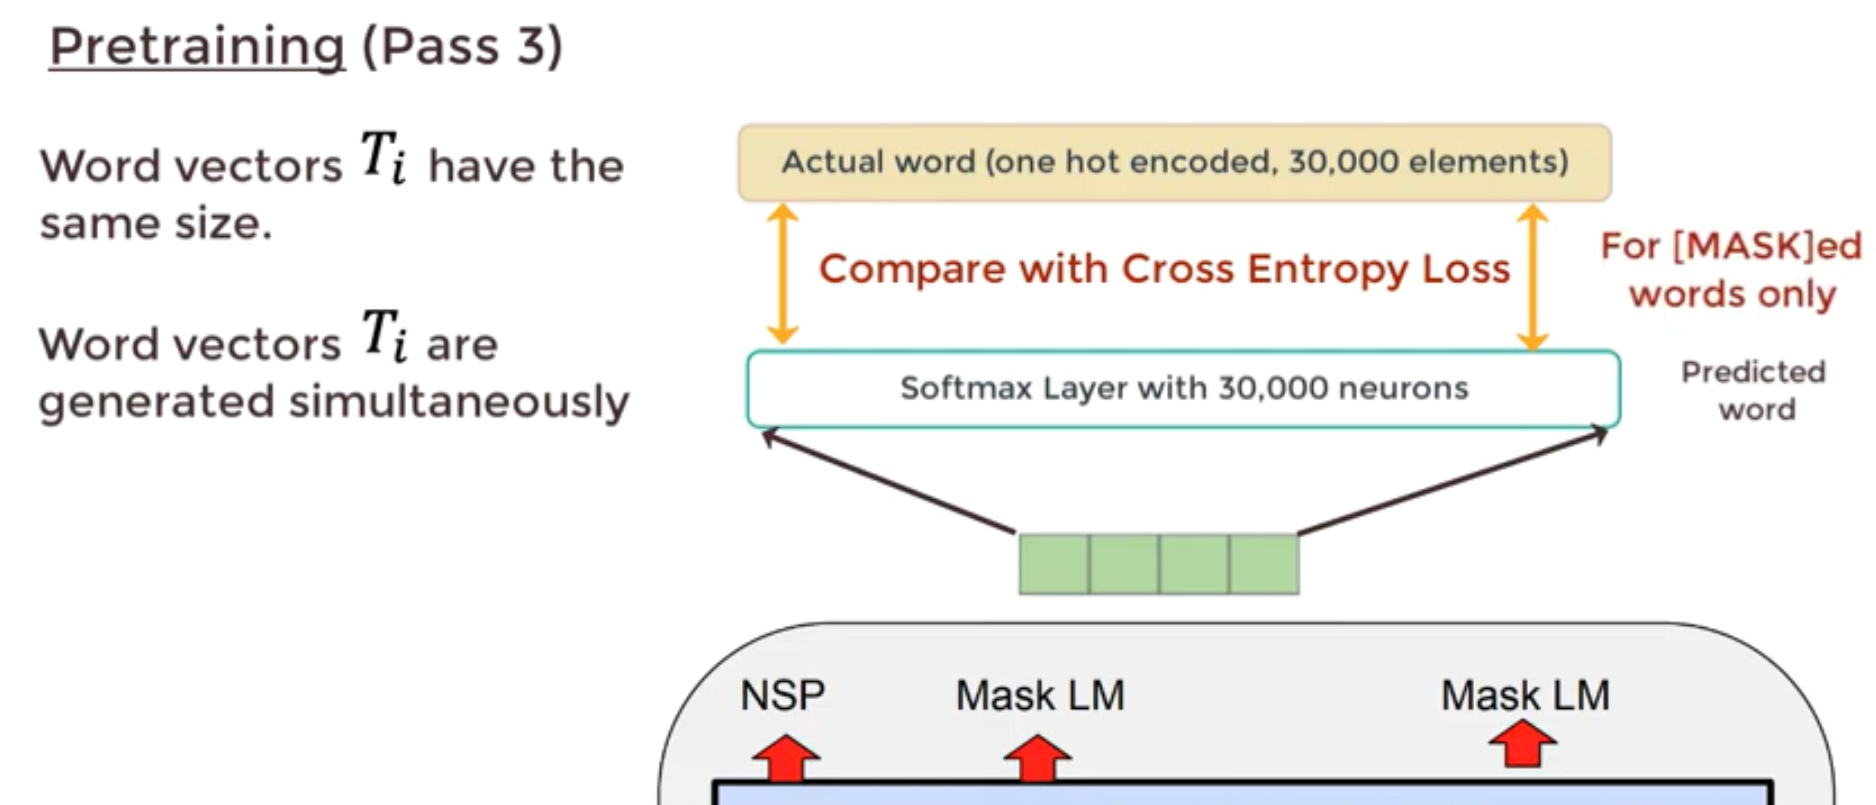 Pretraining (Pass 3)
Word vectors Tᵢ have the
same size.
Word vectors Tᵢ are
generated simultaneously
Actual word (one hot encoded, 30,000 elements)
Compare with Cross Entropy Loss
For [MASK]ed
words only
Softmax Layer with 30,000 neurons
Predicted
word
NSP
Mask LM
Mask LM